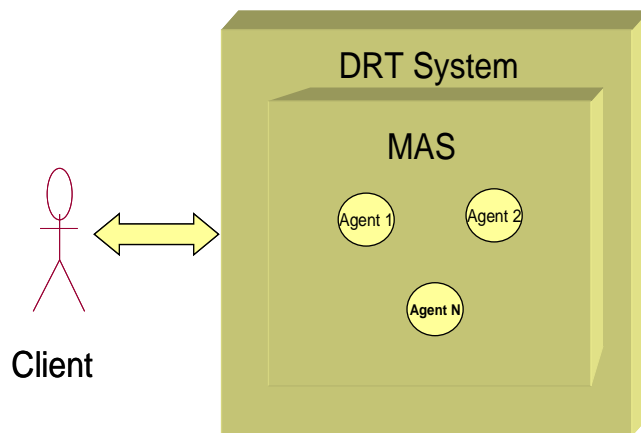 DRT System
MAS
Agent 1
Agent 2
Agent N
Client